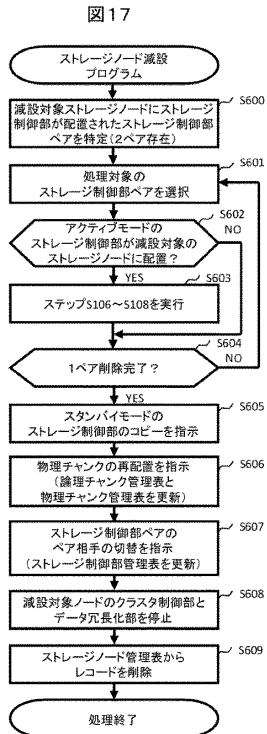 図17
ストレージノード減設
プログラム
S600
減設対象ストレージノードにストレージ
制御部が配置されたストレージ制御部
ペアを特定(2ペア存在)
S601
処理対象の
ストレージ制御部ペアを選択
S602
アクティブモードの
ストレージ制御部が減設対象の
ストレージノードに配置?
NO
YES
S603
ステップS106~S108を実行
S604
1ペア削除完了?
NO
YES
S605
スタンバイモードの
ストレージ制御部のコピーを指示
S606
物理チャンクの再配置を指示
(論理チャンク管理表と
物理チャンク管理表を更新)
S607
ストレージ制御部ペアの
ペア相手の切替を指示
(ストレージ制御部管理表を更新)
S608
減設対象ノードのクラスタ制御部と
データ冗長化部を停止
S609
ストレージノード管理表から
レコードを削除
処理終了